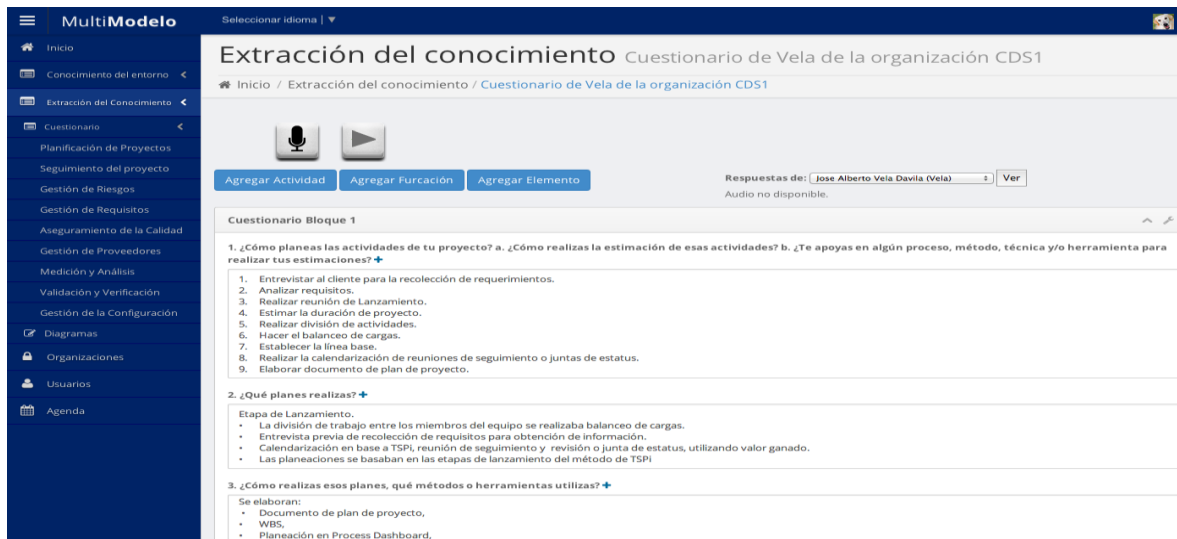 MultiModelo
Seleccionar idioma | ▼
Inicio
Conocimiento del entorno
Extracción del Conocimiento
Cuestionario
Planificación de Proyectos
Seguimiento del proyecto
Gestión de Riesgos
Gestión de Requisitos
Aseguramiento de la Calidad
Gestión de Proveedores
Medición y Análisis
Validación y Verificación
Gestión de la Configuración
Diagramas
Organizaciones
Usuarios
Agenda
Extracción del conocimiento Cuestionario de Vela de la organización CDS1
Inicio / Extracción del conocimiento / Cuestionario de Vela de la organización CDS1
Agregar Actividad
Agregar Furcación
Agregar Elemento
Respuestas de: Jose Alberto Vela Davila (Vela) Ver
Audio no disponible.
Cuestionario Bloque 1
1. ¿Cómo planeas las actividades de tu proyecto? a. ¿Cómo realizas la estimación de esas actividades? b. ¿Te apoyas en algún proceso, método, técnica y/o herramienta para
realizar tus estimaciones? +
1. Entrevistar al cliente para la recolección de requerimientos.
2. Analizar requisitos.
3. Realizar reunión de Lanzamiento.
4. Estimar la duración de proyecto.
5. Realizar división de actividades.
6. Hacer el balanceo de cargas.
7. Establecer la línea base.
8. Realizar la calendarización de reuniones de seguimiento o juntas de estatus.
9. Elaborar documento de plan de proyecto.
2. ¿Qué planes realizas? +
Etapa de Lanzamiento.
• La división de trabajo entre los miembros del equipo se realizaba balanceo de cargas.
• Entrevista previa de recolección de requisitos para obtención de información.
• Calendarización en base a TSPi, reunión de seguimiento y revisión o junta de estatus, utilizando valor ganado.
• Las planeaciones se basaban en las etapas de lanzamiento del método de TSPi
3. ¿Cómo realizas esos planes, qué métodos o herramientas utilizas? +
Se elaboran:
• Documento de plan de proyecto,
• WBS,
• Planeación en Process Dashboard,